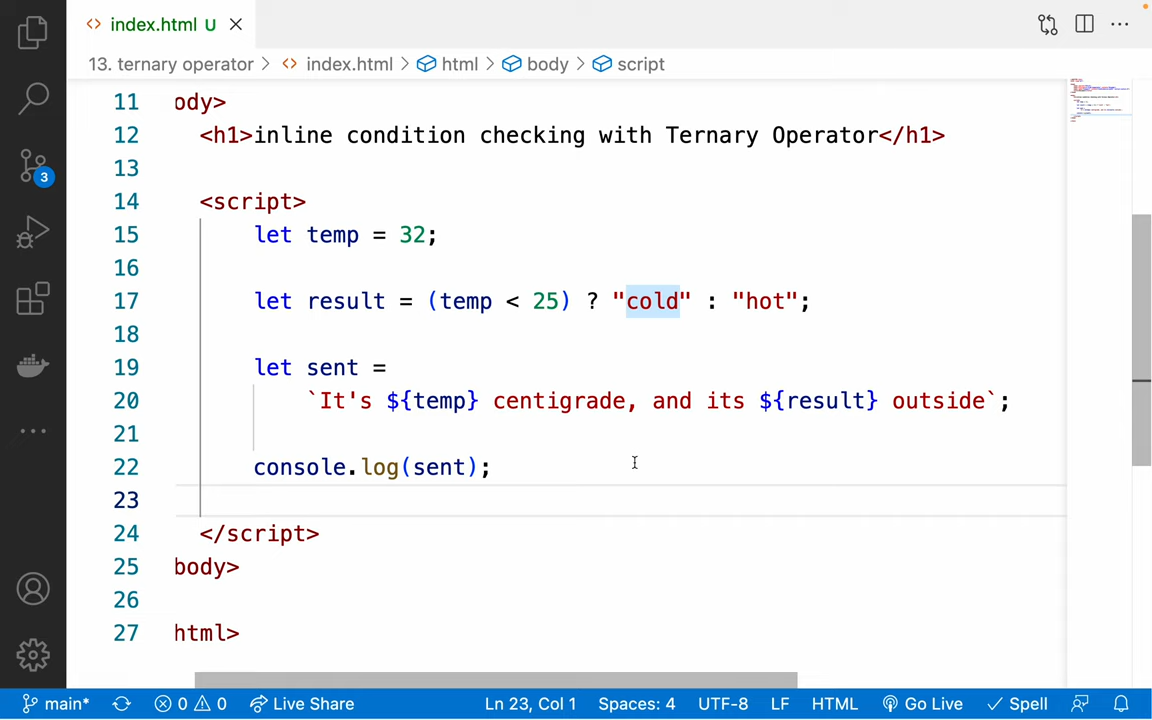 index.html U
13. ternary operator > index.html > html > body > script
11 ody>
12 <h1>inline condition checking with Ternary Operator</h1>
13
14 <script>
15 let temp = 32;
16
17 let result = (temp < 25) ? "cold" : "hot";
18
19 let sent =
20 `It's ${temp} centigrade, and its ${result} outside`;
21
22 console.log(sent);
23
24 </script>
25 body>
26
27 html>
3
main* 0 0 Live Share Ln 23, Col 1 Spaces: 4 UTF-8 LF HTML Go Live Spell